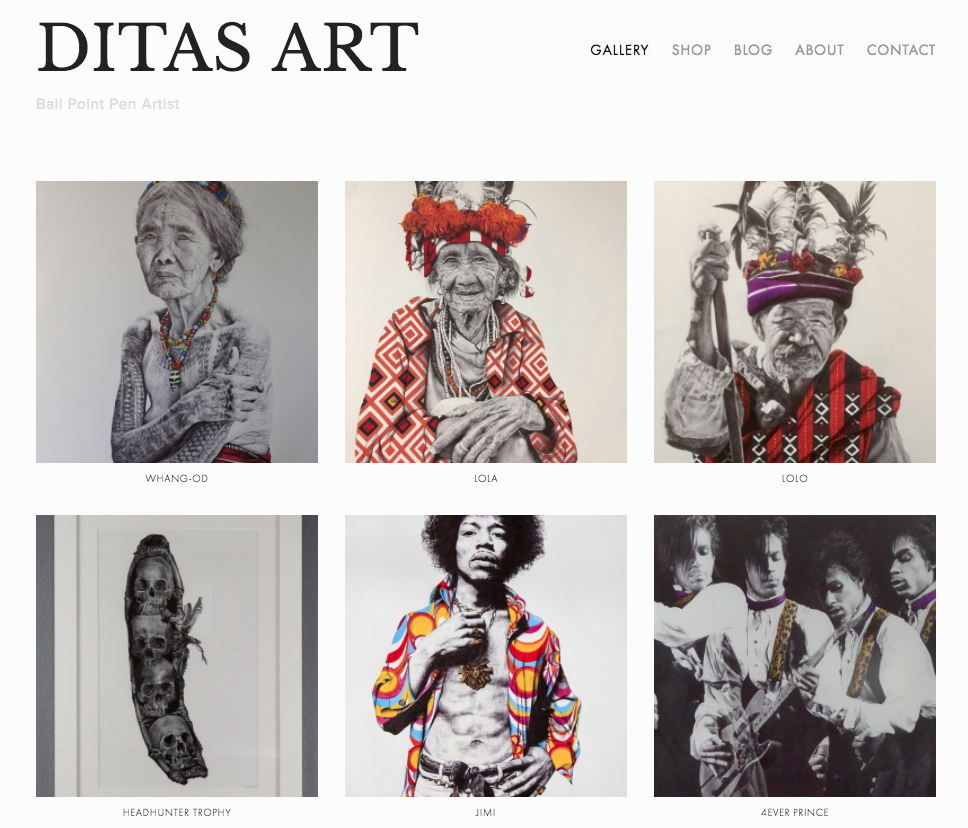 DITAS ART
GALLERY SHOP BLOG ABOUT CONTACT
Ball Point Pen Artist
WHANG-OD
LOLA
LOLO
HEADHUNTER TROPHY
JIMI
4EVER PRINCE